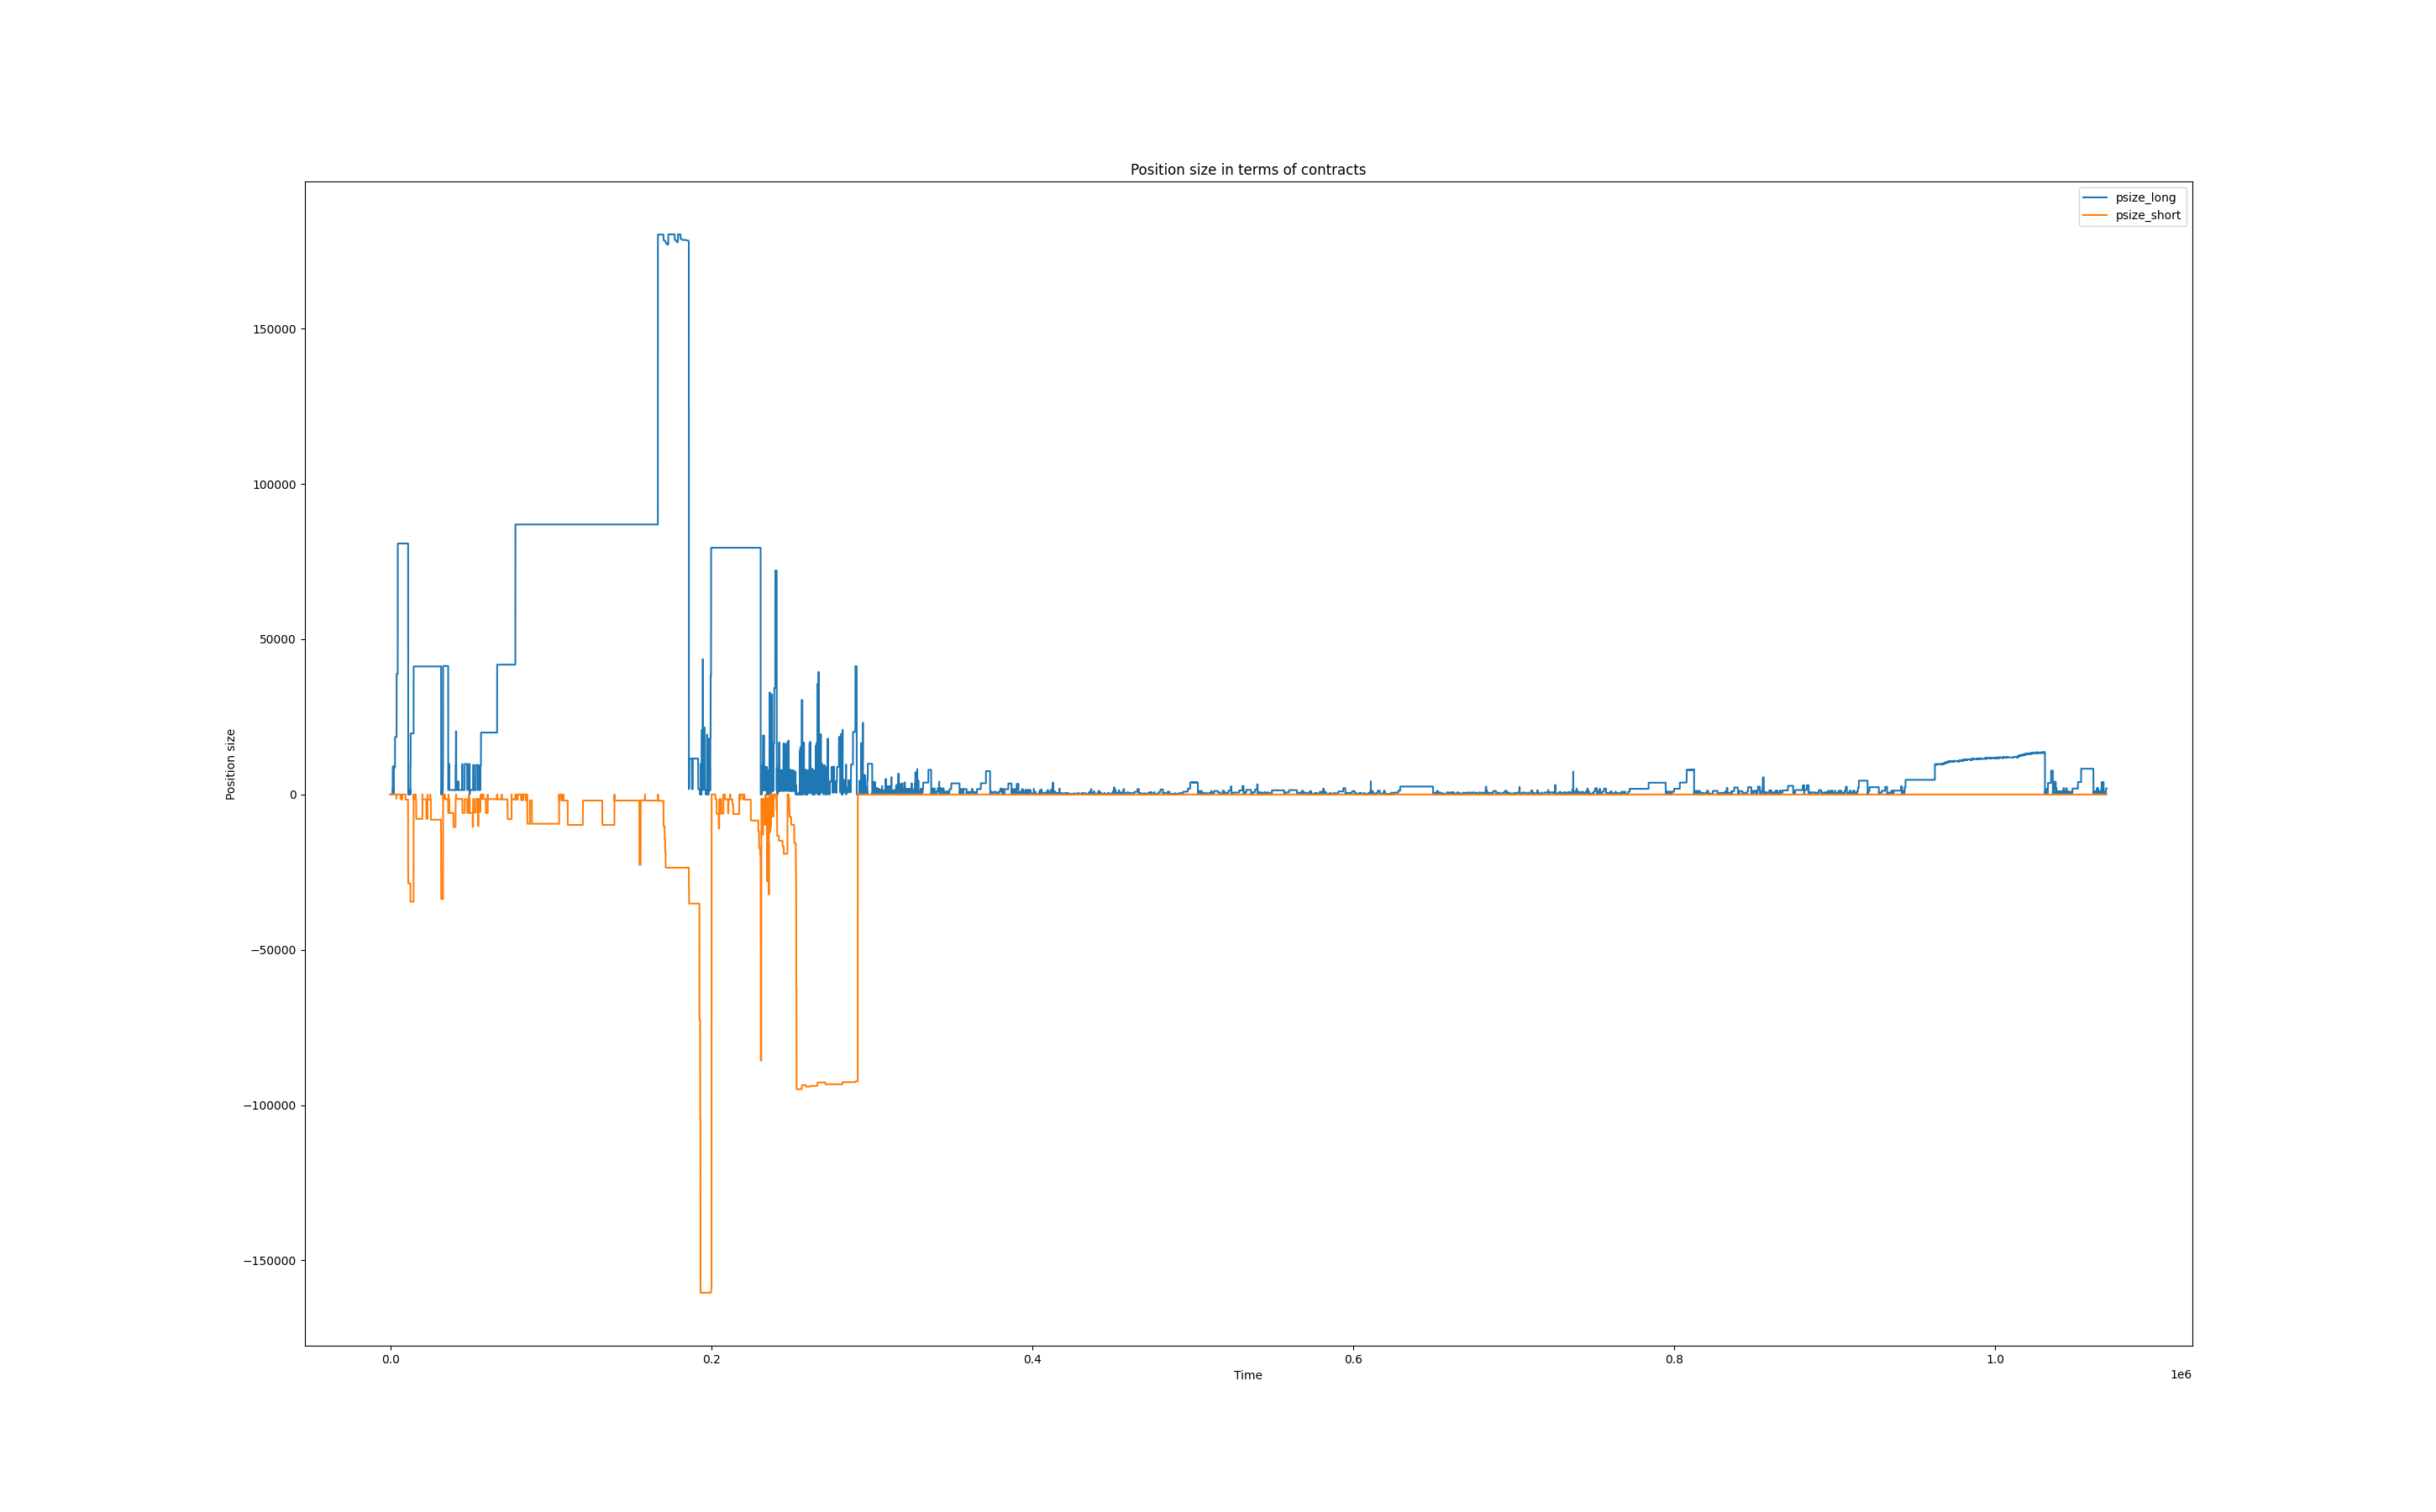 Position size in terms of contracts
psize_long
psize_short
Position size
150000
100000
50000
0
−50000
−100000
−150000
0.0
0.2
0.4
0.6
0.8
1.0
Time
1e6